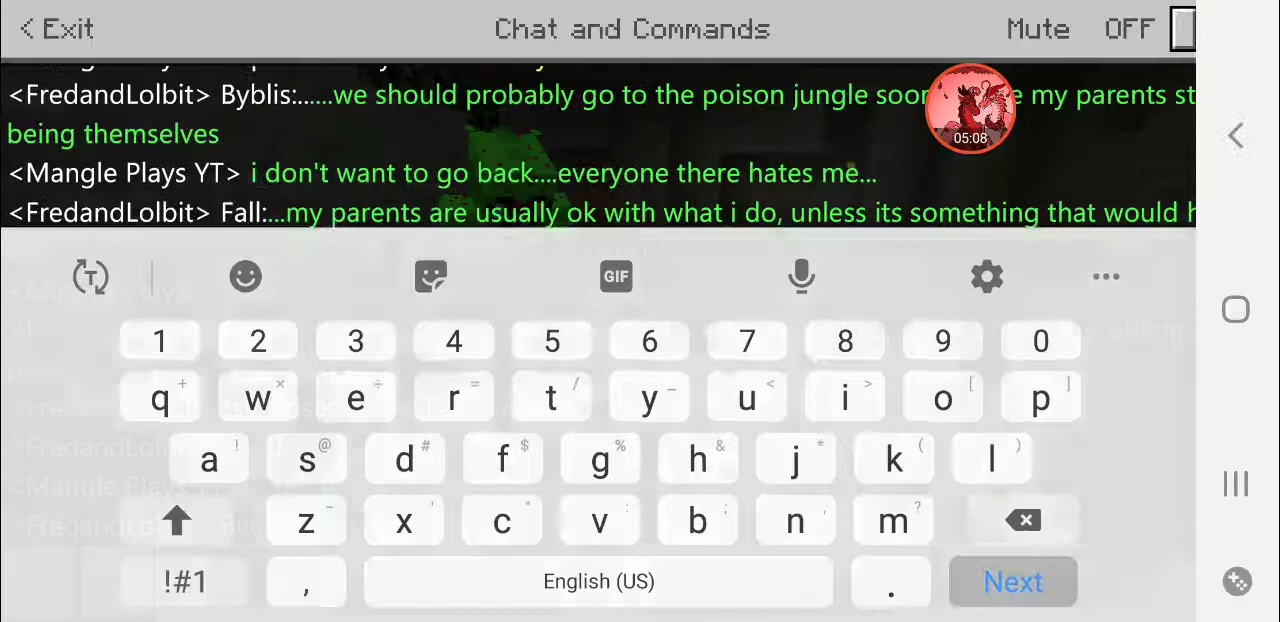 < Exit Chat and Commands Mute OFF
<FredandLolbit> Byblis:......we should probably go to the poison jungle my parents
being themselves
<Mangle Plays YT> i don't want to go back....everyone there hates me...
<FredandLolbit> Fall:...my parents are usually ok with what i do, unless its something that would
05:08
T GIF
1 2 3 4 5 6 7 8 9 0
q + w × e ÷ r = t / y _ u < i > o [ p ]
a ! s @ d # f $ g % h & j * k ( l )
z - x ' c " v : b ; n , m ?
!#1 , English (US) . Next